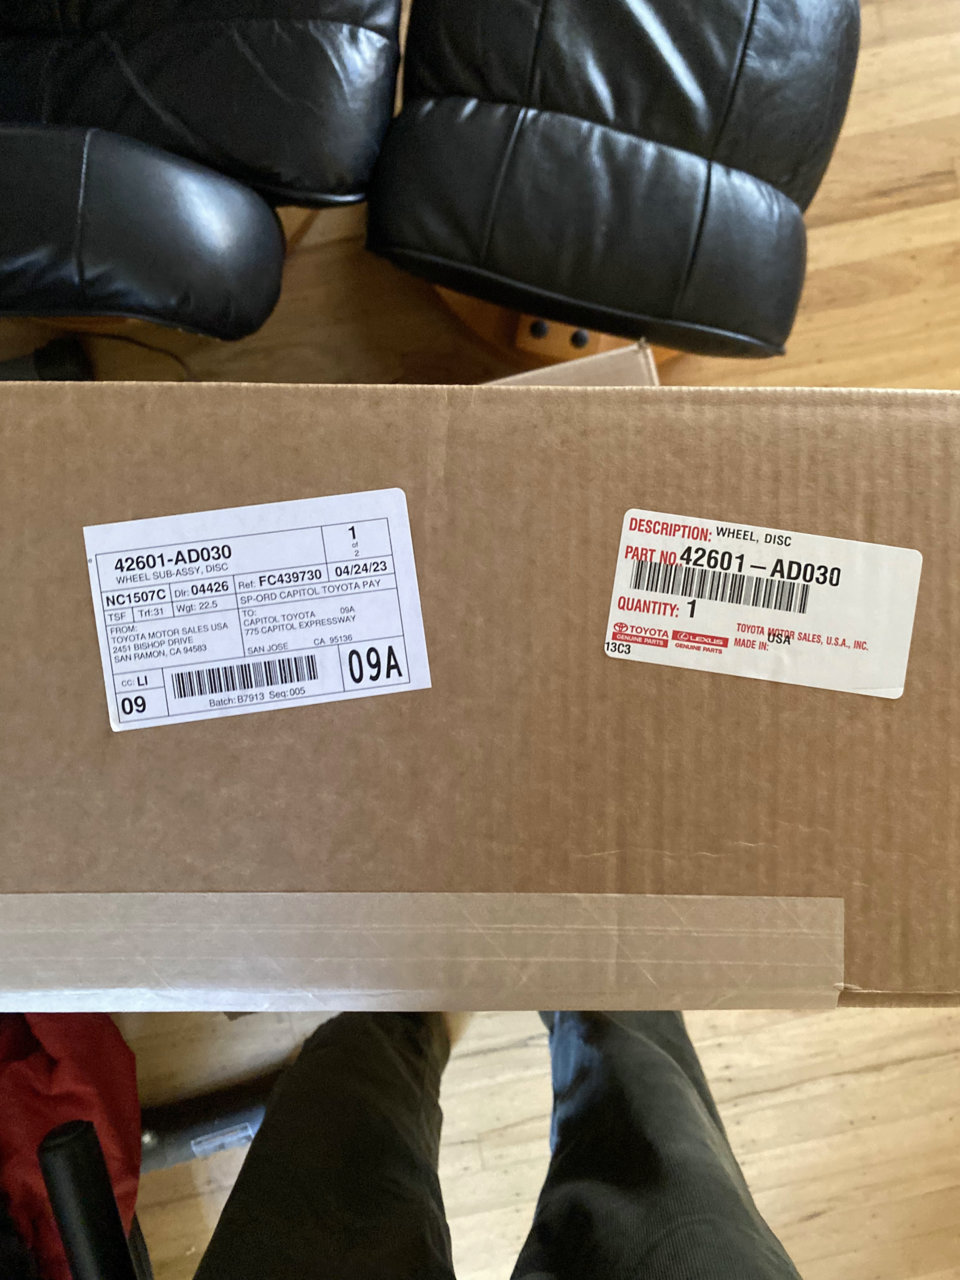 42601-AD030
WHEEL SUB-ASSY, DISC
1
of
2
NC1507C Dlr: 04426 Ref: FC439730 04/24/23
TSF Trf:31 Wgt: 22.5 SP-ORD CAPITOL TOYOTA PAY
FROM:
TOYOTA MOTOR SALES USA
2451 BISHOP DRIVE
SAN RAMON, CA 94583
TO:
CAPITOL TOYOTA 09A
775 CAPITOL EXPRESSWAY
SAN JOSE CA 95136
CC: LI
09
Batch: B7913 Seq: 005
09A
DESCRIPTION: WHEEL, DISC
PART NO. 42601-AD030
QUANTITY: 1
TOYOTA
GENUINE PARTS
LEXUS
GENUINE PARTS
TOYOTA MOTOR SALES, U.S.A., INC.
MADE IN: USA
13C3